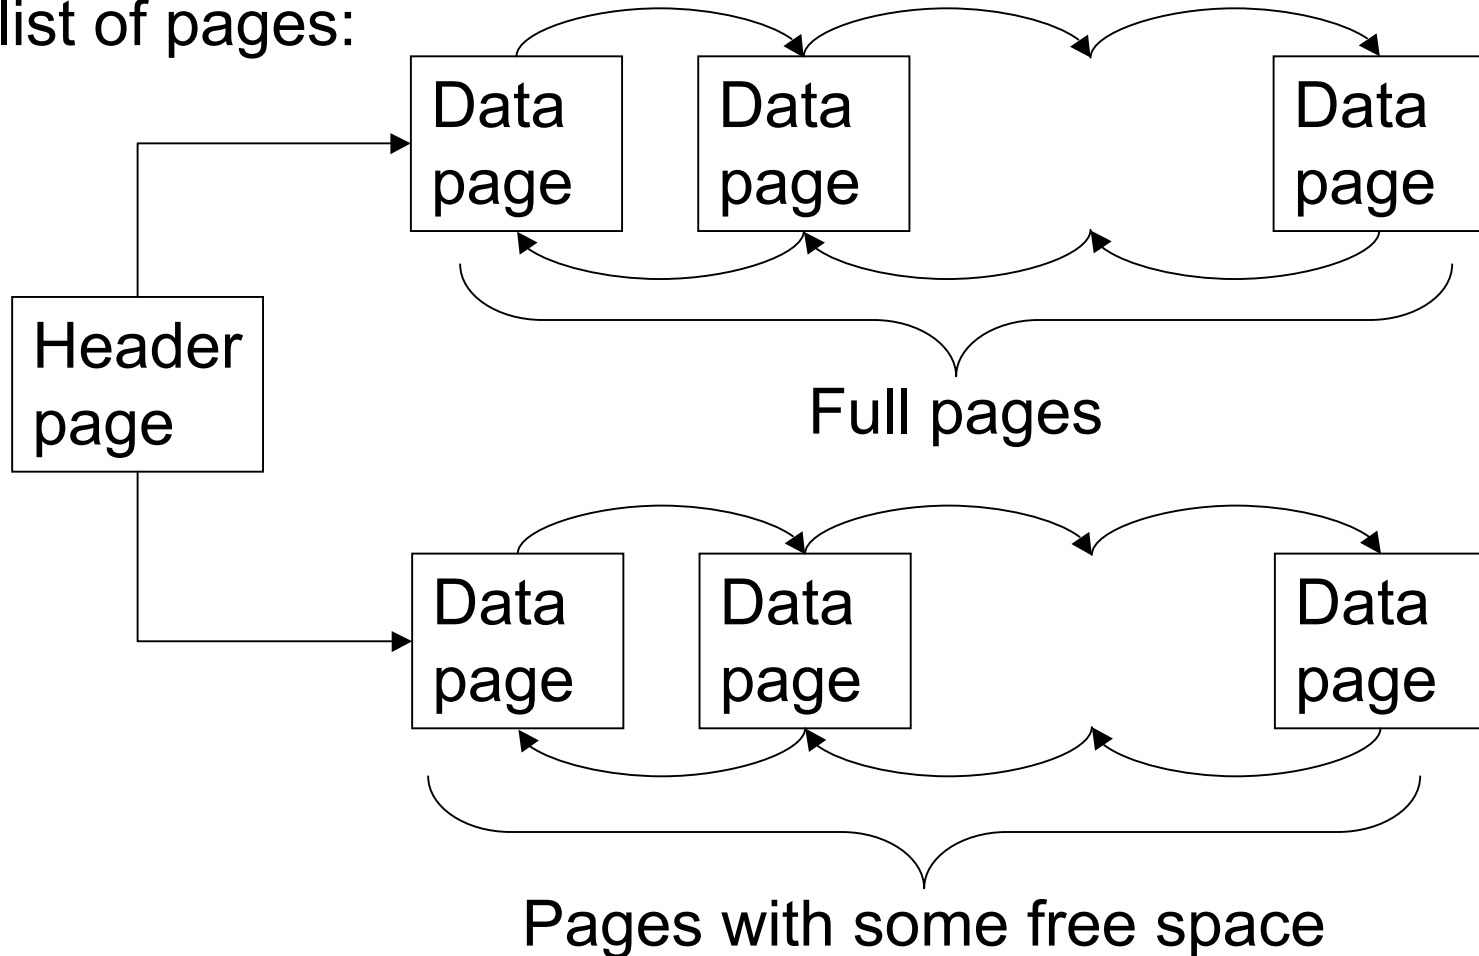 list of pages:
Data
page
Data
page
Data
page
Header
page
Full pages
Data
page
Data
page
Data
page
Pages with some free space